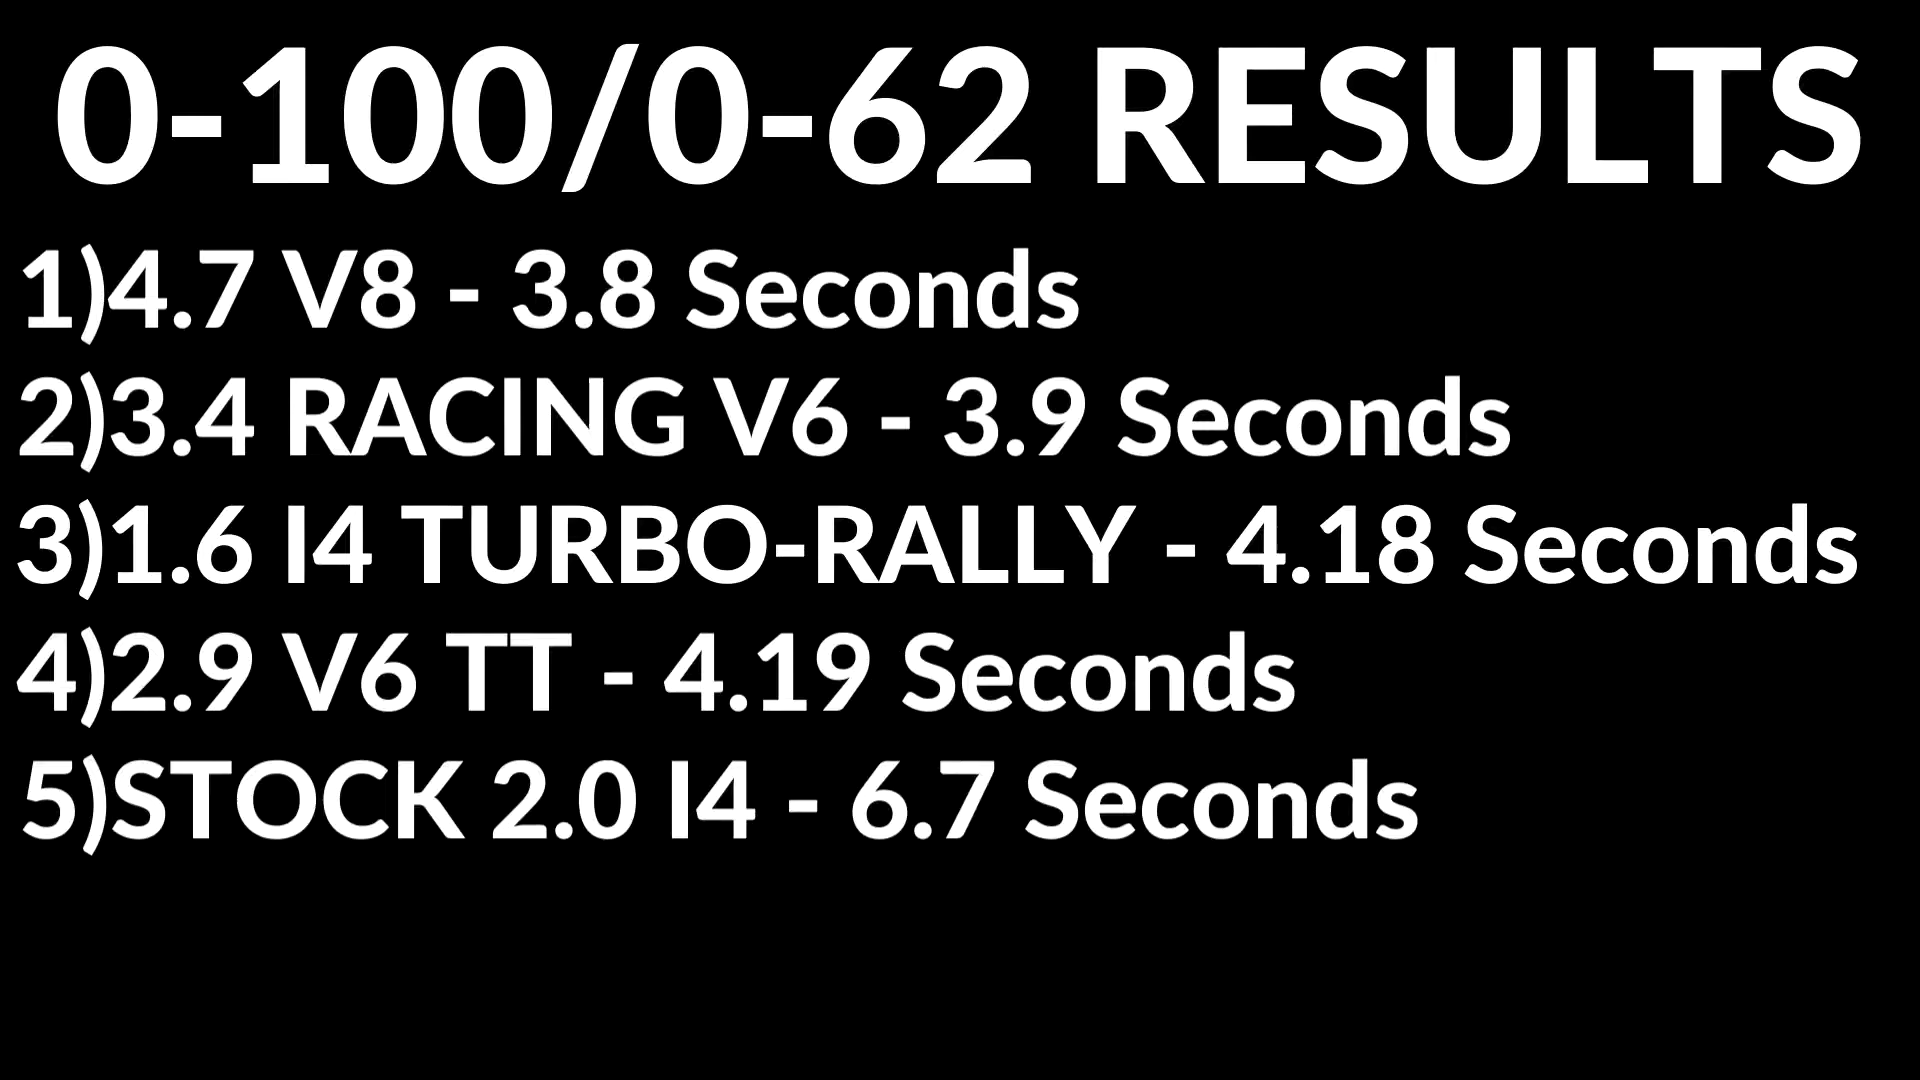 0-100/0-62 RESULTS
1)4.7 V8 - 3.8 Seconds
2)3.4 RACING V6 - 3.9 Seconds
3)1.6 I4 TURBO-RALLY - 4.18 Seconds
4)2.9 V6 TT - 4.19 Seconds
5)STOCK 2.0 I4 - 6.7 Seconds